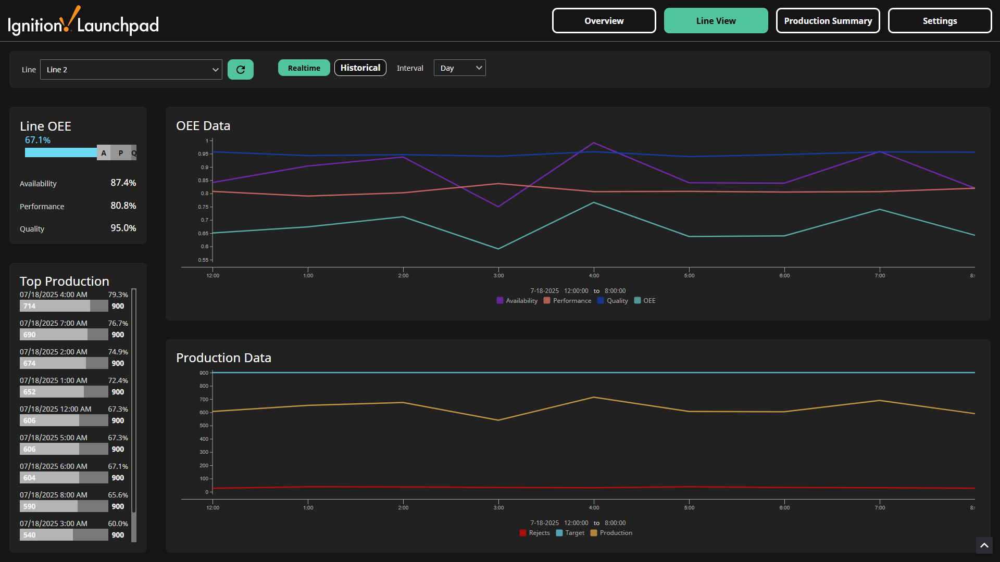 Ignition! Launchpad
Overview
Line View
Production Summary
Settings
Line
Line 2
Realtime
Historical
Interval
Day
Line OEE
67.1%
A P Q
Availability 87.4%
Performance 80.8%
Quality 95.0%
Top Production
07/18/2025 4:00 AM 79.3%
714 900
07/18/2025 7:00 AM 76.7%
690 900
07/18/2025 2:00 AM 74.9%
674 900
07/18/2025 1:00 AM 72.4%
652 900
07/18/2025 12:00 AM 67.3%
606 900
07/18/2025 5:00 AM 67.3%
606 900
07/18/2025 6:00 AM 67.1%
604 900
07/18/2025 8:00 AM 65.6%
590 900
07/18/2025 3:00 AM 60.0%
540 900
OEE Data
1
0.95
0.9
0.85
0.8
0.75
0.7
0.65
0.6
0.55
12:00 1:00 2:00 3:00 4:00 5:00 6:00 7:00 8:
7-18-2025 12:00:00 to 8:00:00
Availability Performance Quality OEE
Production Data
900
800
700
600
500
400
300
200
100
0
12:00 1:00 2:00 3:00 4:00 5:00 6:00 7:00 8:
7-18-2025 12:00:00 to 8:00:00
Rejects Target Production